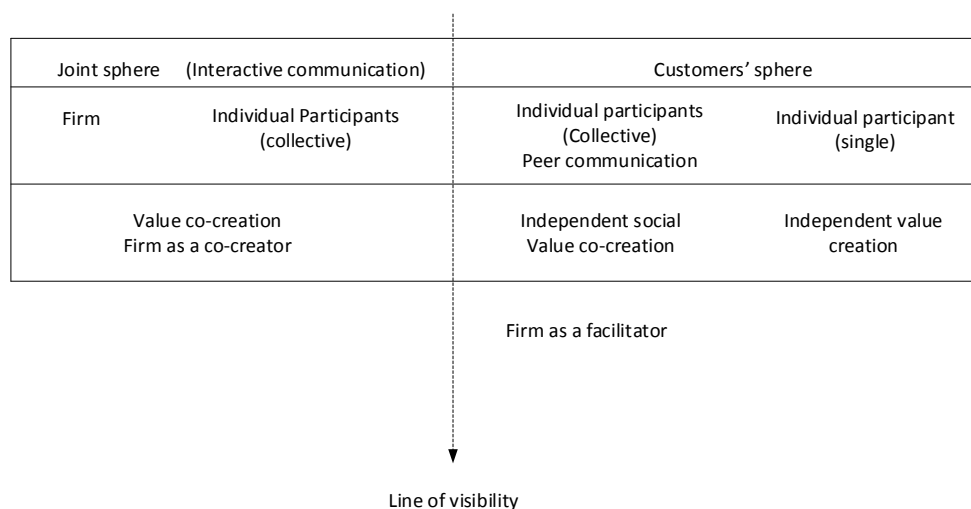 Joint sphere (Interactive communication)
Customers’ sphere
Firm
Individual Participants
(collective)
Individual participants
(Collective)
Peer communication
Individual participant
(single)
Value co-creation
Firm as a co-creator
Independent social
Value co-creation
Independent value
creation
Firm as a facilitator
Line of visibility